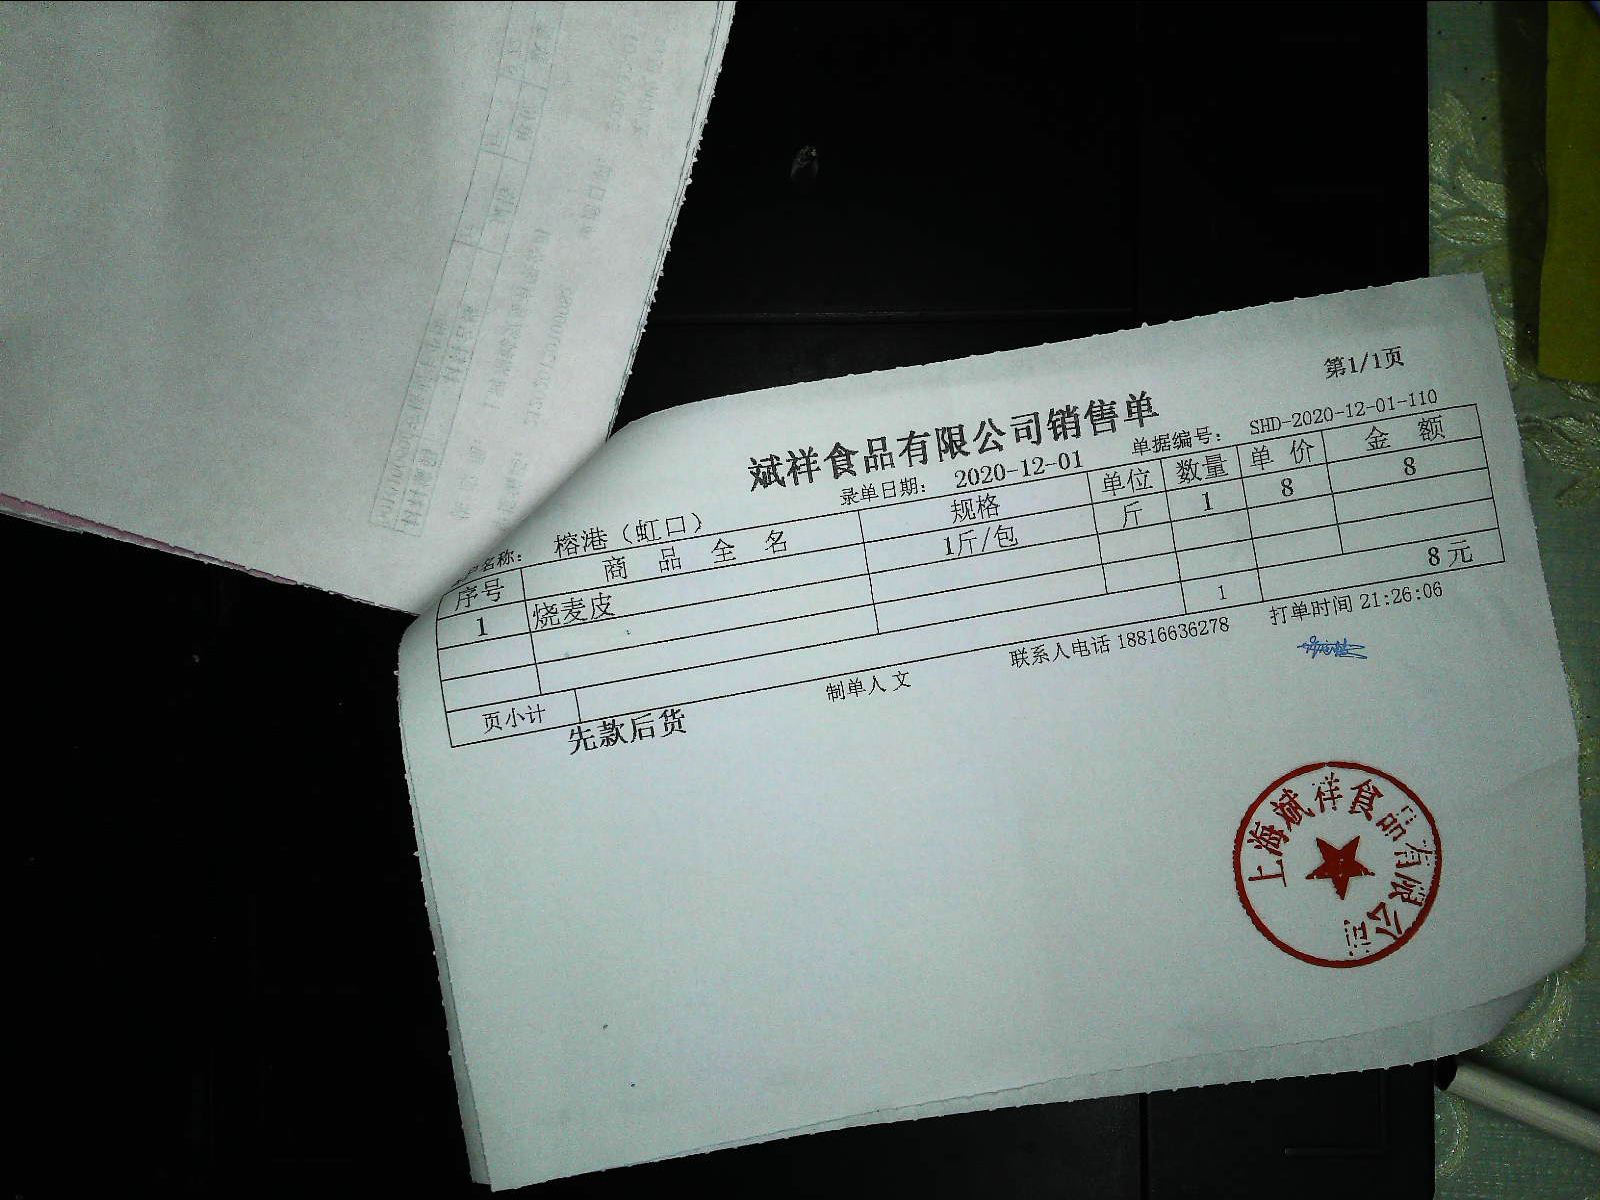 第1/1页
斌祥食品有限公司销售单
名称: 榕港（虹口） 录单日期: 2020-12-01 单据编号: SHD-2020-12-01-110
序号 商品全名 规格 单位 数量 单价 金额
1 烧麦皮 1斤/包 斤 1 8 8
页小计 1 8元
先款后货 制单人 文 联系人电话 18816636278 打单时间 21:26:06
上海斌祥食品有限公司